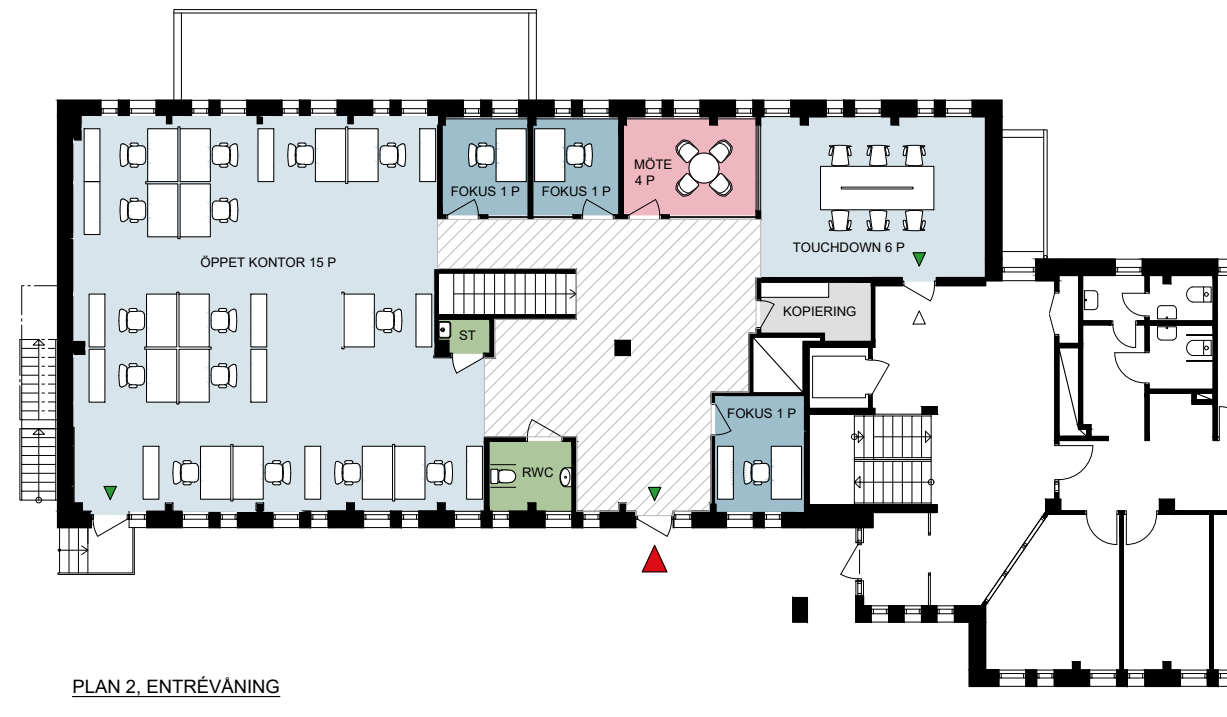 FOKUS 1 P
FOKUS 1 P
MÖTE
4 P
TOUCHDOWN 6 P
ÖPPET KONTOR 15 P
KOPIERING
ST
FOKUS 1 P
RWC
PLAN 2, ENTRÉVÅNING